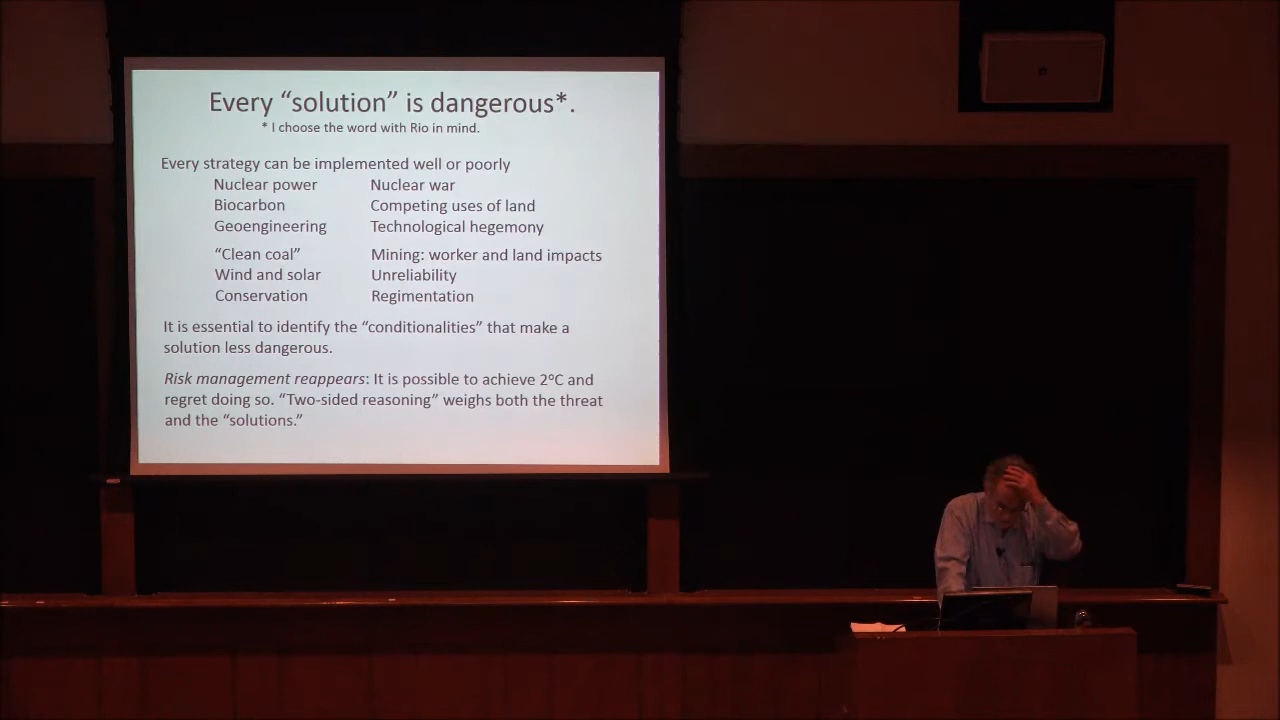 Every “solution” is dangerous*.
* I choose the word with Rio in mind.
Every strategy can be implemented well or poorly
Nuclear power Nuclear war
Biocarbon Competing uses of land
Geoengineering Technological hegemony
“Clean coal” Mining: worker and land impacts
Wind and solar Unreliability
Conservation Regimentation
It is essential to identify the “conditionalities” that make a
solution less dangerous.
Risk management reappears: It is possible to achieve 2°C and
regret doing so. “Two-sided reasoning” weighs both the threat
and the “solutions.”